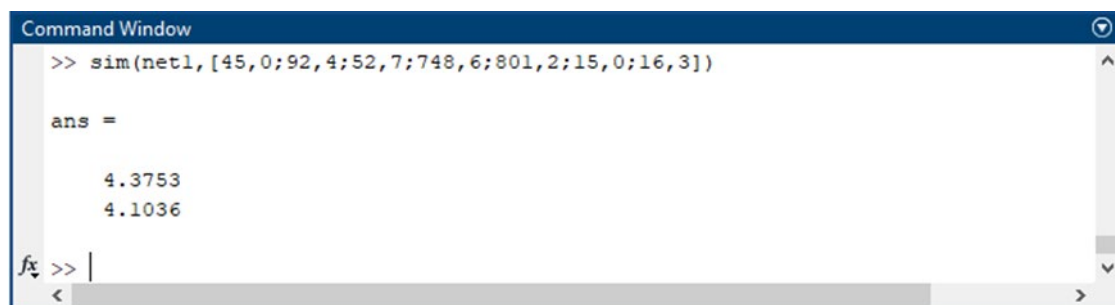 Command Window
>> sim(net1,[45,0;92,4;52,7;748,6;801,2;15,0;16,3])
ans =
4.3753
4.1036
fx >>